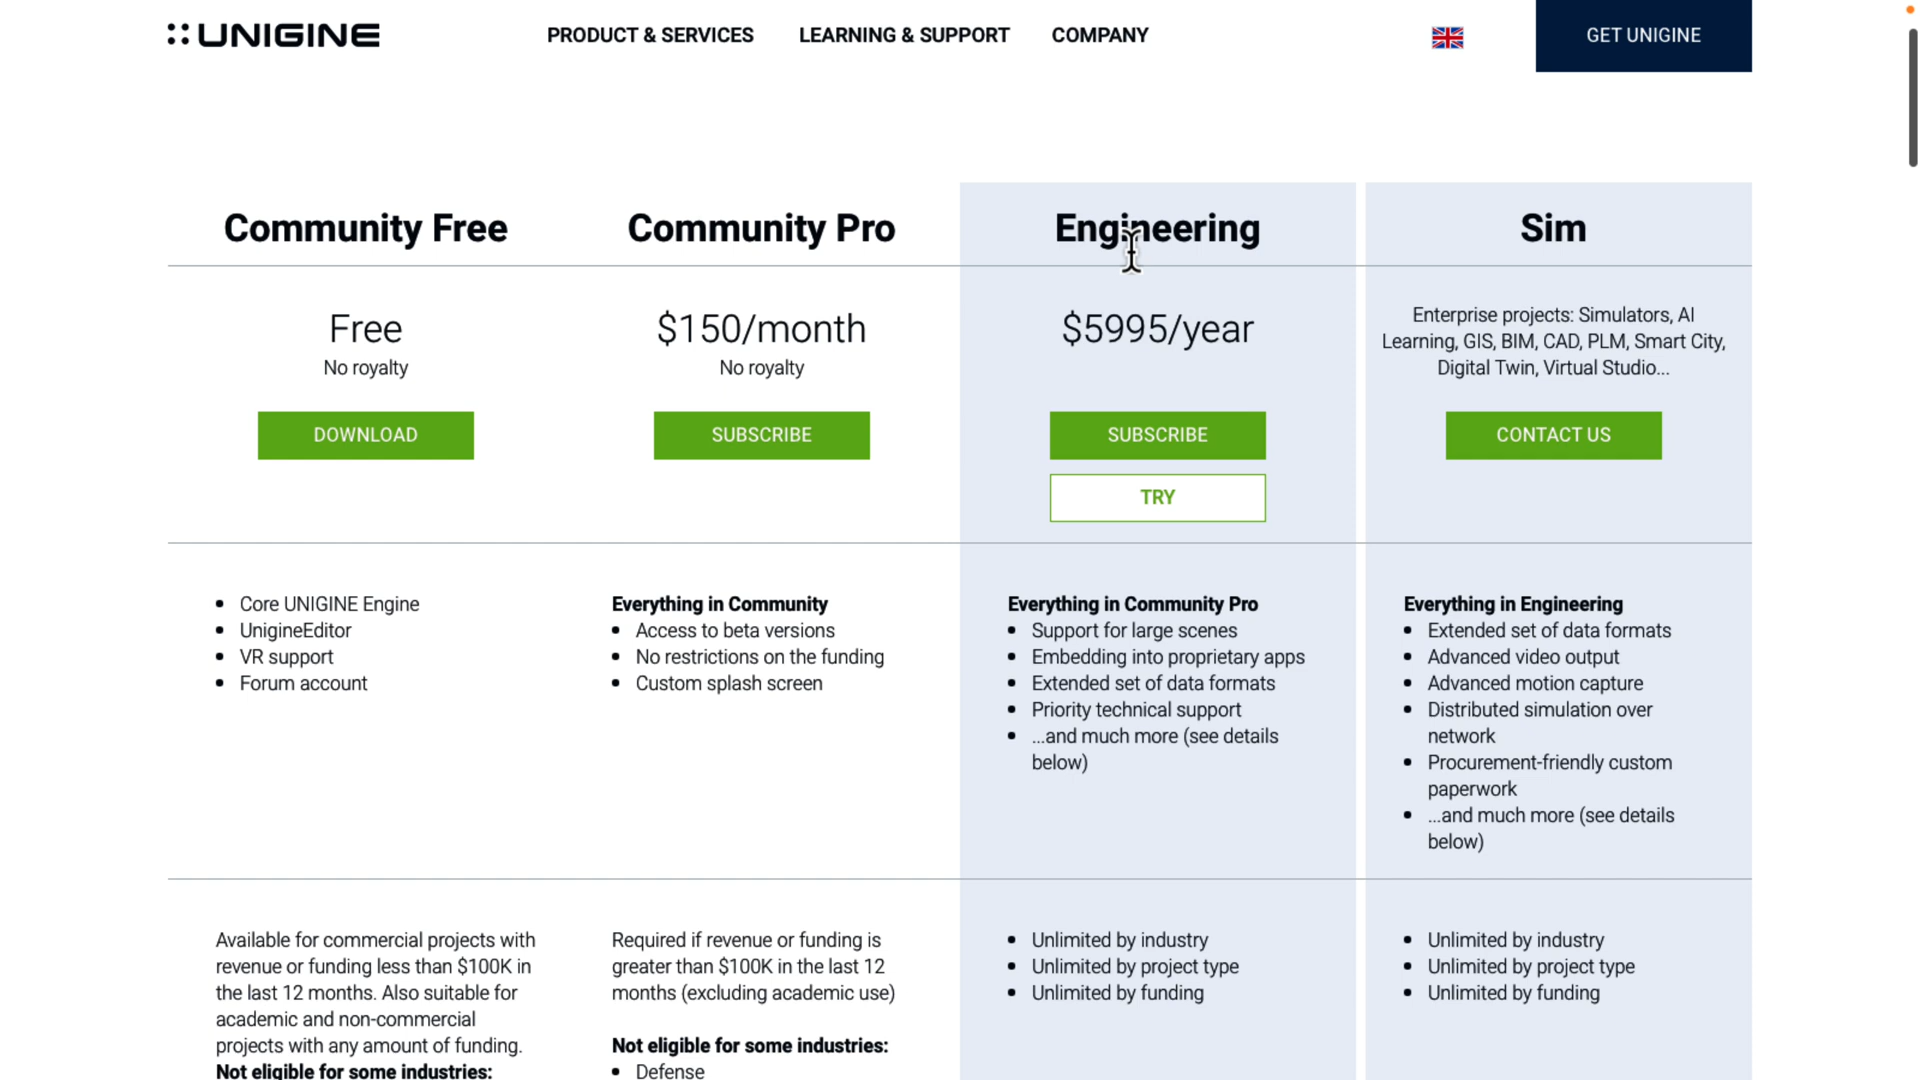 UNIGINE
PRODUCT & SERVICES
LEARNING & SUPPORT
COMPANY
GET UNIGINE
Community Free
Community Pro
Engineering
Sim
Free
No royalty
$150/month
No royalty
$5995/year
Enterprise projects: Simulators, AI
Learning, GIS, BIM, CAD, PLM, Smart City,
Digital Twin, Virtual Studio...
DOWNLOAD
SUBSCRIBE
SUBSCRIBE
CONTACT US
TRY
• Core UNIGINE Engine
• UnigineEditor
• VR support
• Forum account
Everything in Community
• Access to beta versions
• No restrictions on the funding
• Custom splash screen
Everything in Community Pro
• Support for large scenes
• Embedding into proprietary apps
• Extended set of data formats
• Priority technical support
• ...and much more (see details
below)
Everything in Engineering
• Extended set of data formats
• Advanced video output
• Advanced motion capture
• Distributed simulation over
network
• Procurement-friendly custom
paperwork
• ...and much more (see details
below)
Available for commercial projects with
revenue or funding less than $100K in
the last 12 months. Also suitable for
academic and non-commercial
projects with any amount of funding.
Not eligible for some industries:
Required if revenue or funding is
greater than $100K in the last 12
months (excluding academic use)
Not eligible for some industries:
• Defense
• Unlimited by industry
• Unlimited by project type
• Unlimited by funding
• Unlimited by industry
• Unlimited by project type
• Unlimited by funding